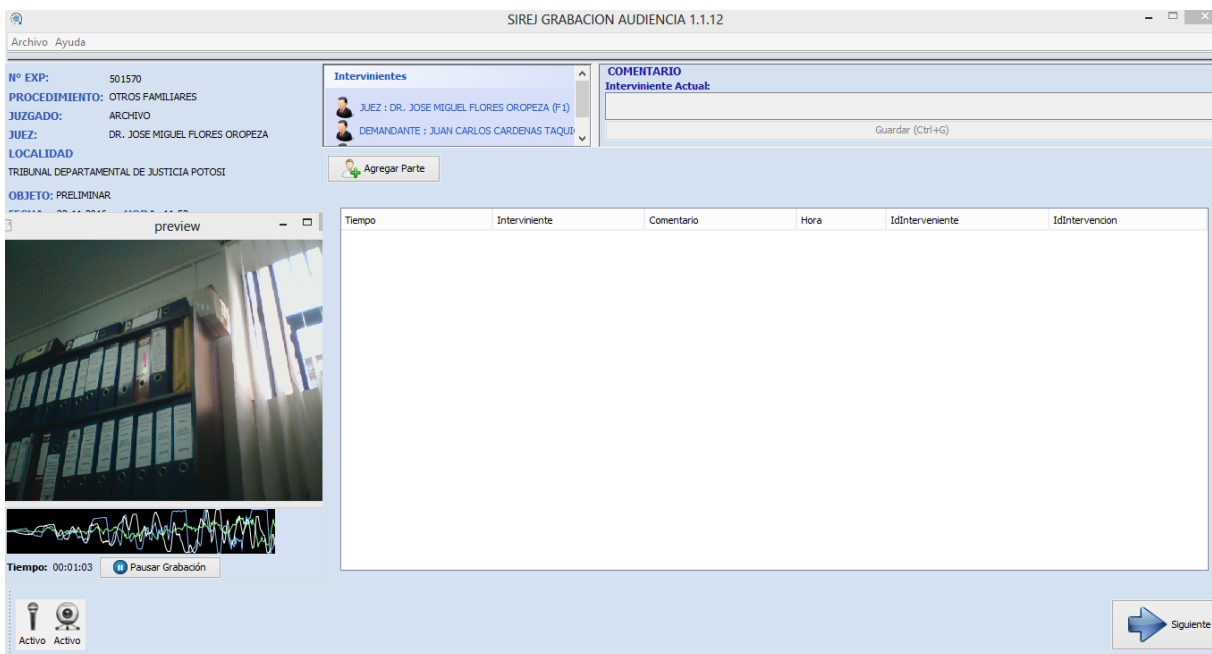 SIREJ GRABACION AUDIENCIA 1.1.12
Archivo Ayuda
Nº EXP: 501570
PROCEDIMIENTO: OTROS FAMILIARES
JUZGADO: ARCHIVO
JUEZ: DR. JOSE MIGUEL FLORES OROPEZA
LOCALIDAD
TRIBUNAL DEPARTAMENTAL DE JUSTICIA POTOSI
OBJETO: PRELIMINAR
Intervinientes
JUEZ : DR. JOSE MIGUEL FLORES OROPEZA (F1)
DEMANDANTE : JUAN CARLOS CARDENAS
COMENTARIO
Interviniente Actual:
Guardar (Ctrl+G)
Agregar Parte
Tiempo Interviniente Comentario Hora IdInterveniente IdIntervencion
preview
Tiempo: 00:01:03 Pausar Grabación
Activo Activo
Siguiente